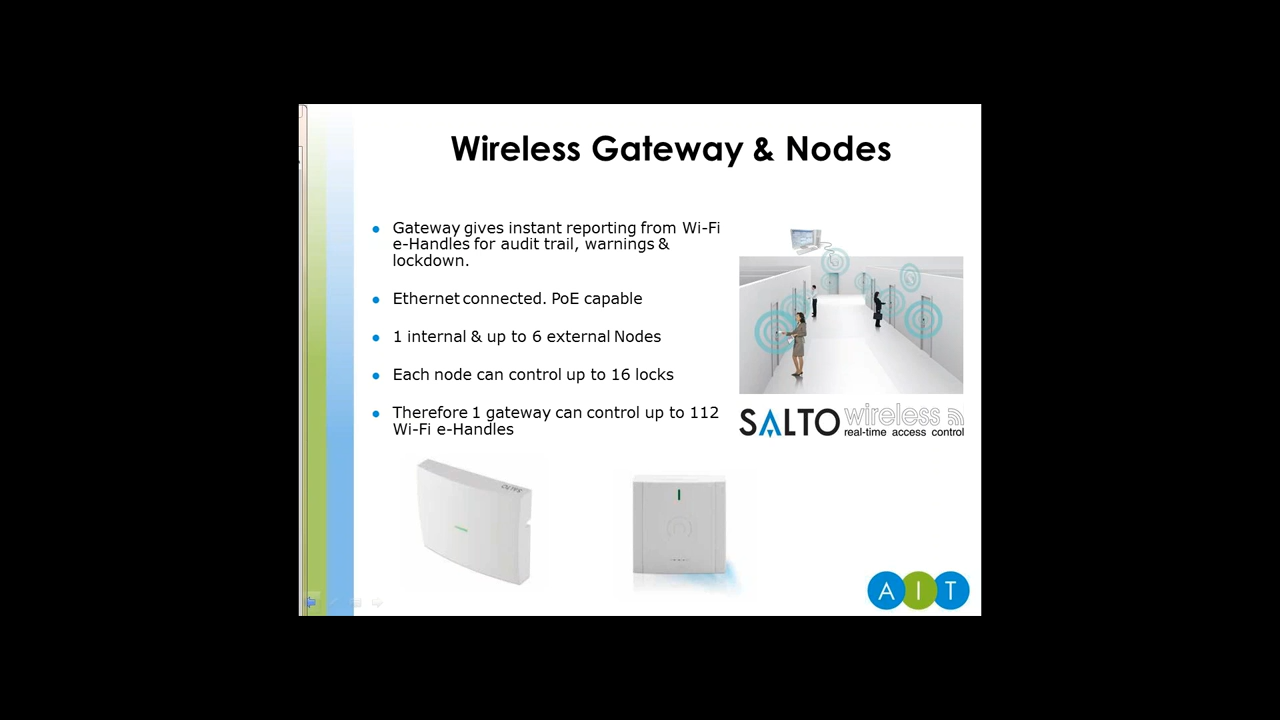 Wireless Gateway & Nodes
Gateway gives instant reporting from Wi-Fi
e-Handles for audit trail, warnings &
lockdown.
Ethernet connected. PoE capable
1 internal & up to 6 external Nodes
Each node can control up to 16 locks
Therefore 1 gateway can control up to 112
Wi-Fi e-Handles
SALTO wireless
real-time access control
AIT